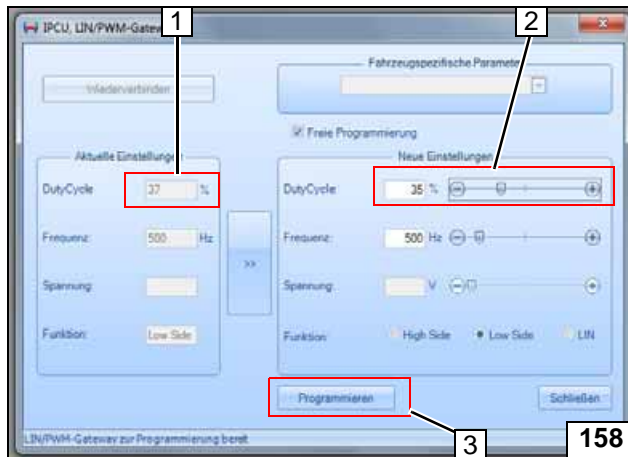 IPCU, LIN/PWM-Gatew
1
2
Wiederverbinden
Fahrzeugspezifische Parameter
Freie Programmierung
Aktuelle Einstellungen
Neue Einstellungen
DutyCycle 37 %
DutyCycle 35 %
Frequenz: 500 Hz
Frequenz: 500 Hz
>>
Spannung:
Spannung: V
Funktion: Low Side
Funktion: High Side Low Side LIN
Programmieren
Schließen
LIN/PWM-Gateway zur Programmierung bereit
3
158